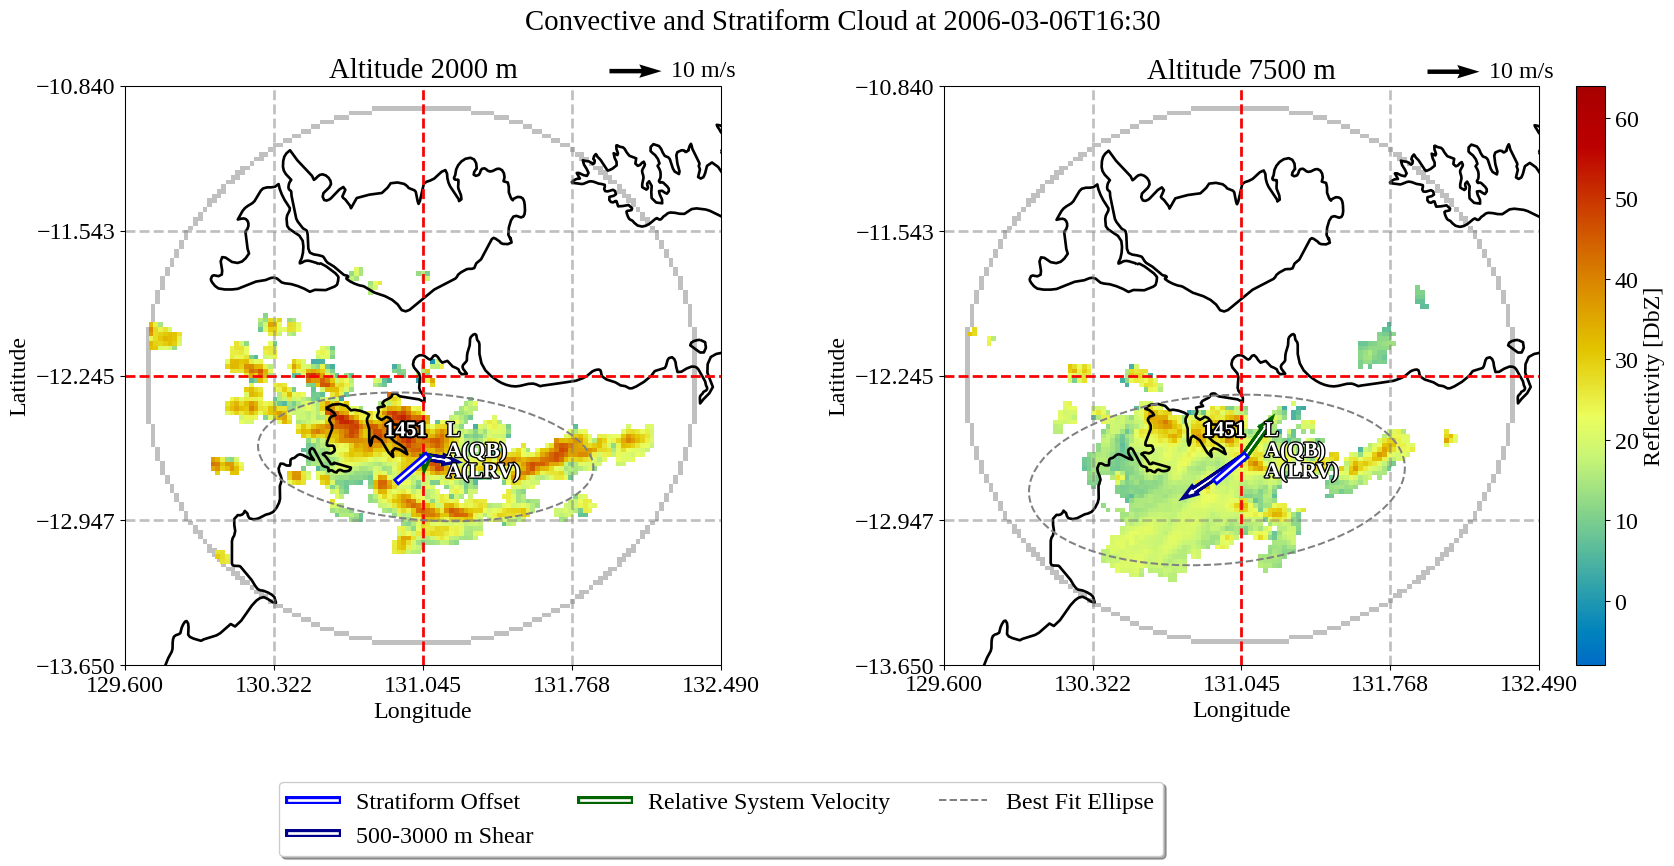 Convective and Stratiform Cloud at 2006-03-06T16:30
Altitude 2000 m
10 m/s
−10.840
−11.543
−12.245
−12.947
−13.650
Latitude
1451
L
A(QB)
A(LRV)
129.600
130.322
131.045
131.768
132.490
Longitude
Altitude 7500 m
10 m/s
−10.840
−11.543
−12.245
−12.947
−13.650
Latitude
1451
L
A(QB)
A(LRV)
129.600
130.322
131.045
131.768
132.490
Longitude
60
50
40
30
20
10
0
Reflectivity [DbZ]
Stratiform Offset
500-3000 m Shear
Relative System Velocity
Best Fit Ellipse